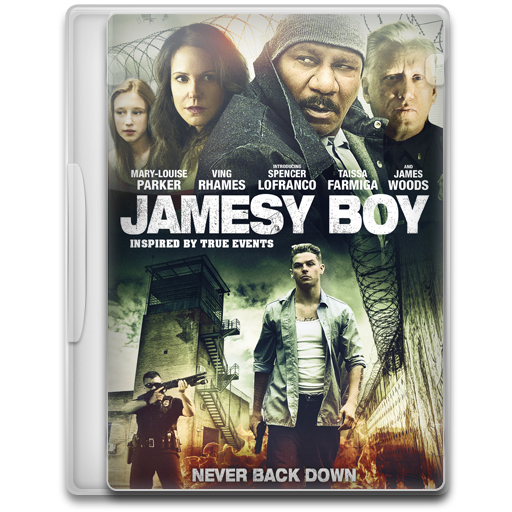 MARY-LOUISE PARKER
VING RHAMES
INTRODUCING SPENCER LOFRANCO
TAISSA FARMIGA
AND JAMES WOODS
JAMESY BOY
INSPIRED BY TRUE EVENTS
NEVER BACK DOWN